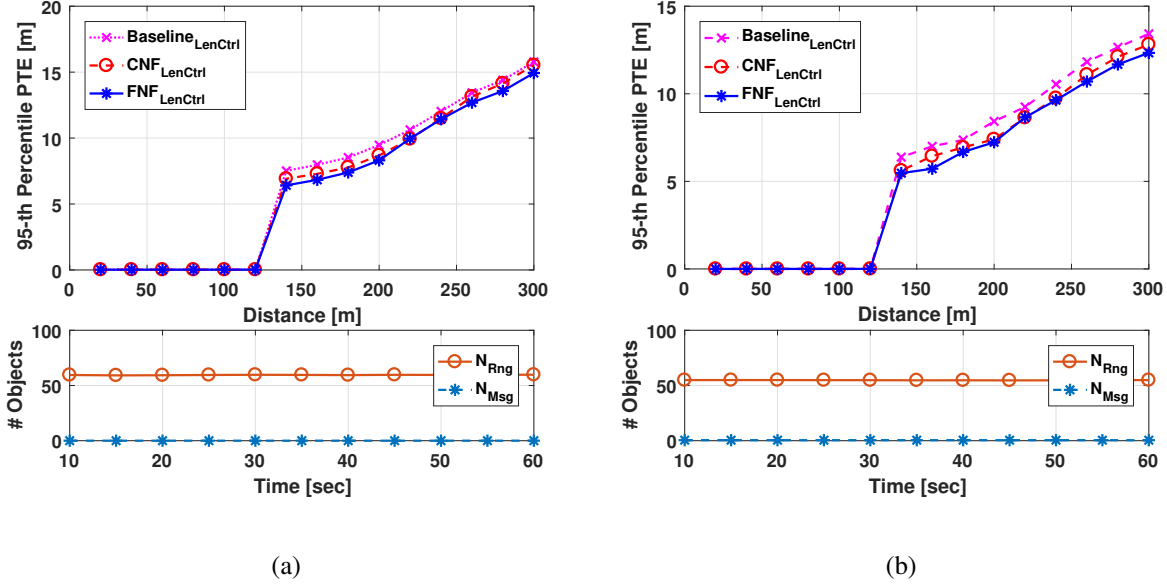 20
15
10
5
0
95-th Percentile PTE [m]
Baseline_LenCtrl
CNF_LenCtrl
FNF_LenCtrl
0 50 100 150 200 250 300
Distance [m]
100
50
0
# Objects
N_Rng
N_Msg
10 20 30 40 50 60
Time [sec]
(a)
15
10
5
0
95-th Percentile PTE [m]
Baseline_LenCtrl
CNF_LenCtrl
FNF_LenCtrl
0 50 100 150 200 250 300
Distance [m]
100
50
0
# Objects
N_Rng
N_Msg
10 20 30 40 50 60
Time [sec]
(b)